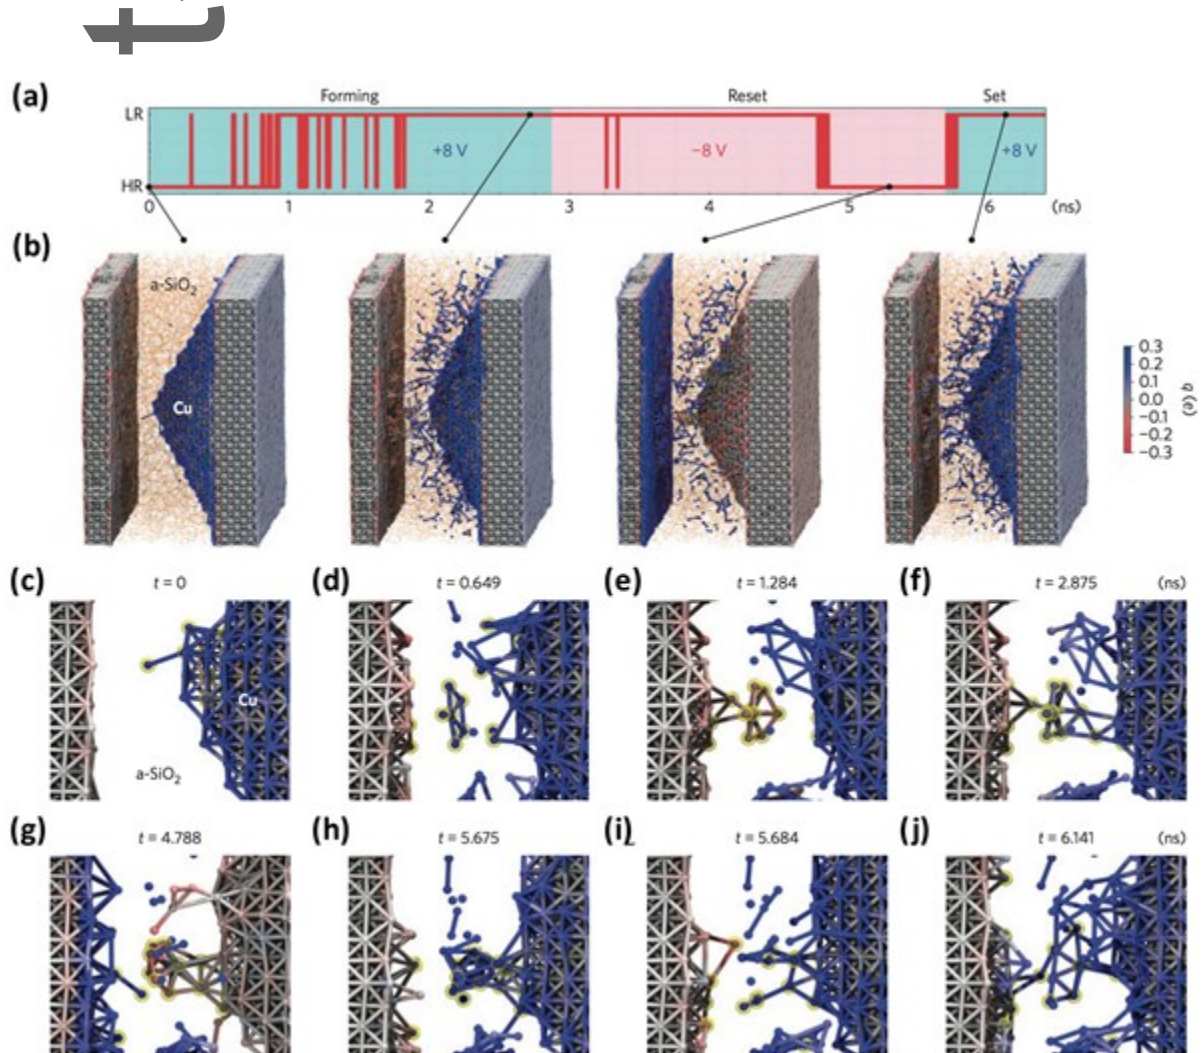 (a)
Forming
Reset
Set
LR
HR
+8 V
−8 V
+8 V
0
1
2
3
4
5
6
(ns)
(b)
a-SiO₂
Cu
0.3
0.2
0.1
0.0
−0.1
−0.2
−0.3
q (e)
(c)
t = 0
(d)
t = 0.649
(e)
t = 1.284
(f)
t = 2.875
(ns)
Cu
a-SiO₂
(g)
t = 4.788
(h)
t = 5.675
(i)
t = 5.684
(j)
t = 6.141
(ns)